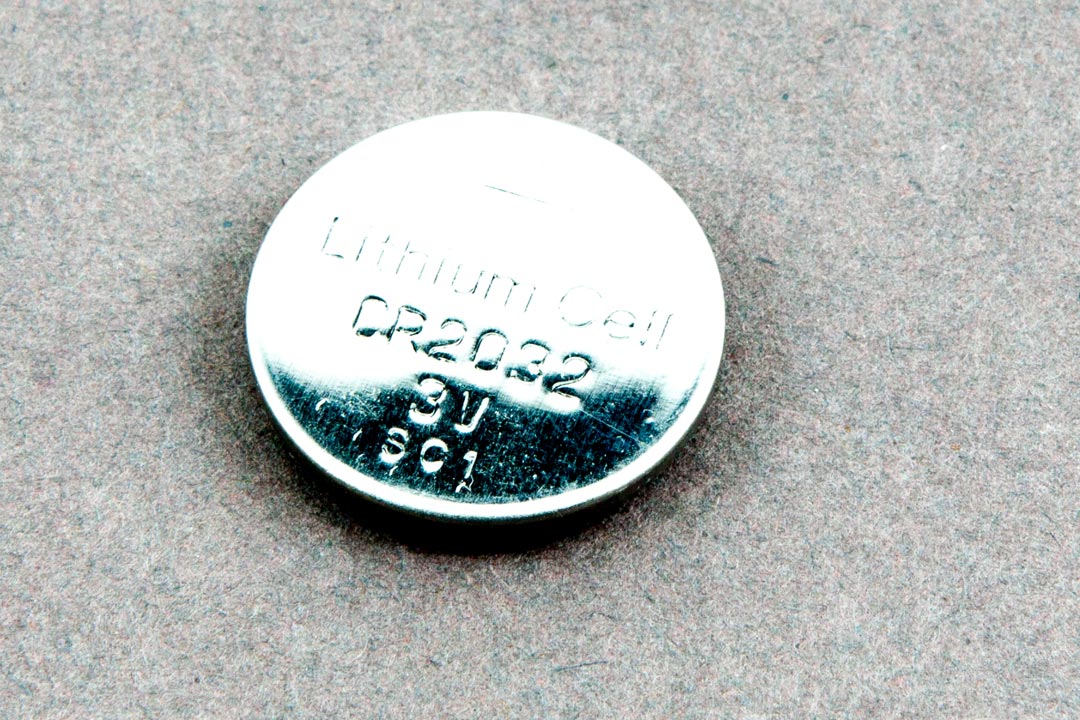 Lithium Cell
CR2032
3V
SC1